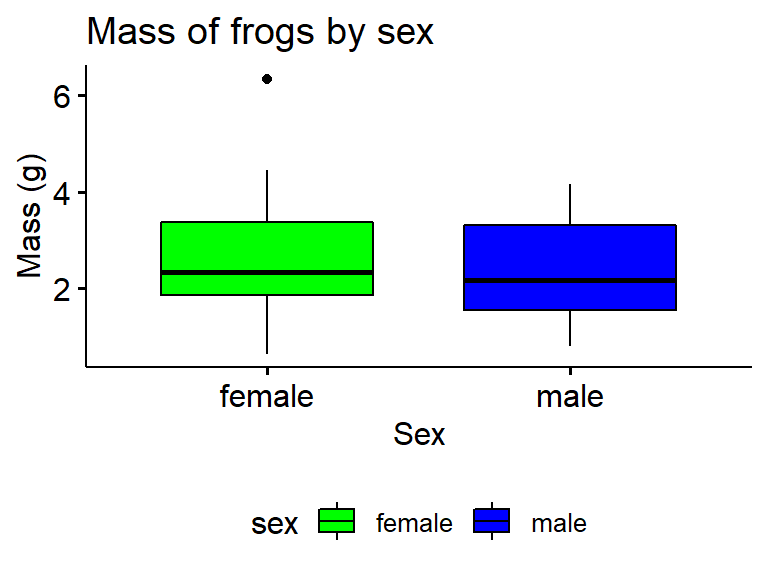 Mass of frogs by sex
6
4
2
Mass (g)
female male
Sex
sex female male